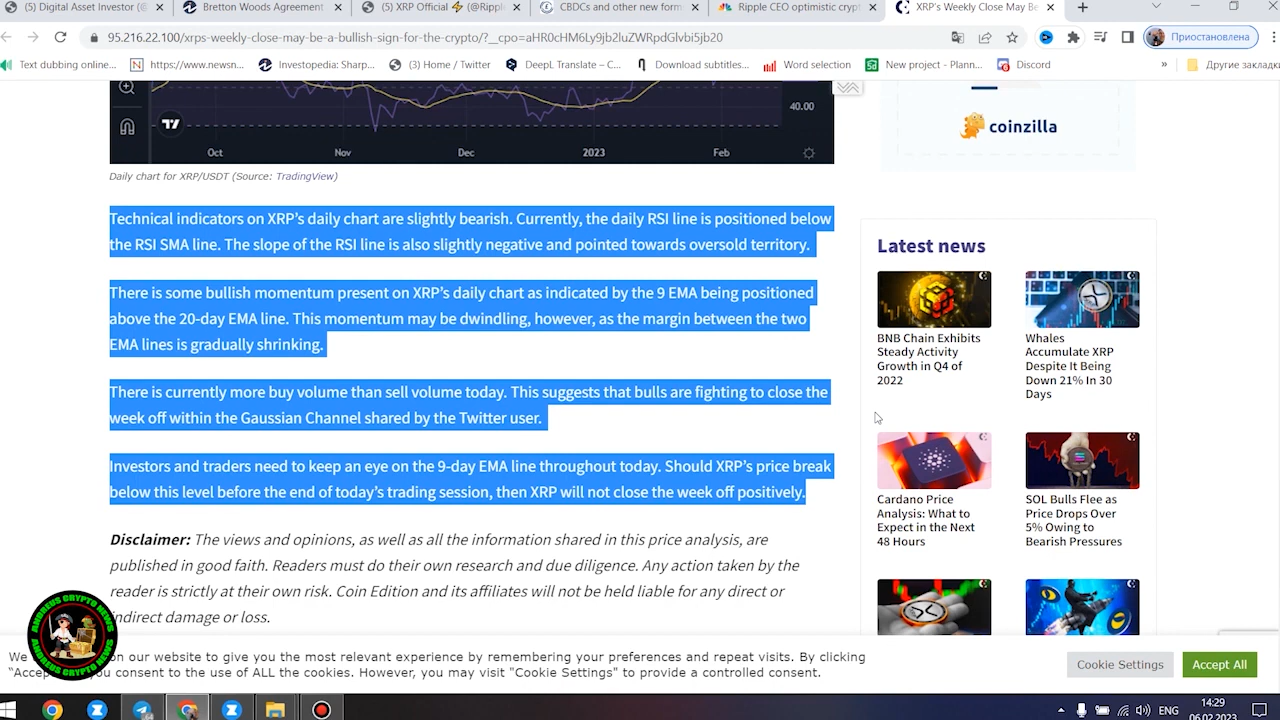 (5) Digital Asset Investor (@
Bretton Woods Agreement
(5) XRP Official ⚡ (@Rippl
CBDCs and other new form
Ripple CEO optimistic crypt
XRP's Weekly Close May Be
95.216.22.100/xrps-weekly-close-may-be-a-bullish-sign-for-the-crypto/?__cpo=aHR0cHM6Ly9jb2luZWRpdGlvbi5jb20
Приостановлена
Text dubbing online...
https://www.newsn...
Investopedia: Sharp...
(3) Home / Twitter
DeepL Translate – C...
Download subtitles...
Word selection
New project - Plann...
Discord
»
Другие закладки
40.00
Oct
Nov
Dec
2023
Feb
Daily chart for XRP/USDT (Source: TradingView)
Technical indicators on XRP's daily chart are slightly bearish. Currently, the daily RSI line is positioned below
the RSI SMA line. The slope of the RSI line is also slightly negative and pointed towards oversold territory.
There is some bullish momentum present on XRP's daily chart as indicated by the 9 EMA being positioned
above the 20-day EMA line. This momentum may be dwindling, however, as the margin between the two
EMA lines is gradually shrinking.
There is currently more buy volume than sell volume today. This suggests that bulls are fighting to close the
week off within the Gaussian Channel shared by the Twitter user.
Investors and traders need to keep an eye on the 9-day EMA line throughout today. Should XRP's price break
below this level before the end of today's trading session, then XRP will not close the week off positively.
Disclaimer: The views and opinions, as well as all the information shared in this price analysis, are
published in good faith. Readers must do their own research and due diligence. Any action taken by the
reader is strictly at their own risk. Coin Edition and its affiliates will not be held liable for any direct or
indirect damage or loss.
coinzilla
Latest news
BNB Chain Exhibits
Steady Activity
Growth in Q4 of
2022
Whales
Accumulate XRP
Despite It Being
Down 21% In 30
Days
Cardano Price
Analysis: What to
Expect in the Next
48 Hours
SOL Bulls Flee as
Price Drops Over
5% Owing to
Bearish Pressures
ANDREUS CRYPTO NEWS
ANDREUS CRYPTO NEWS
We on our website to give you the most relevant experience by remembering your preferences and repeat visits. By clicking
"Accep you consent to the use of ALL the cookies. However, you may visit "Cookie Settings" to provide a controlled consent.
Cookie Settings
Accept All
ENG
14:29
06.02.2023